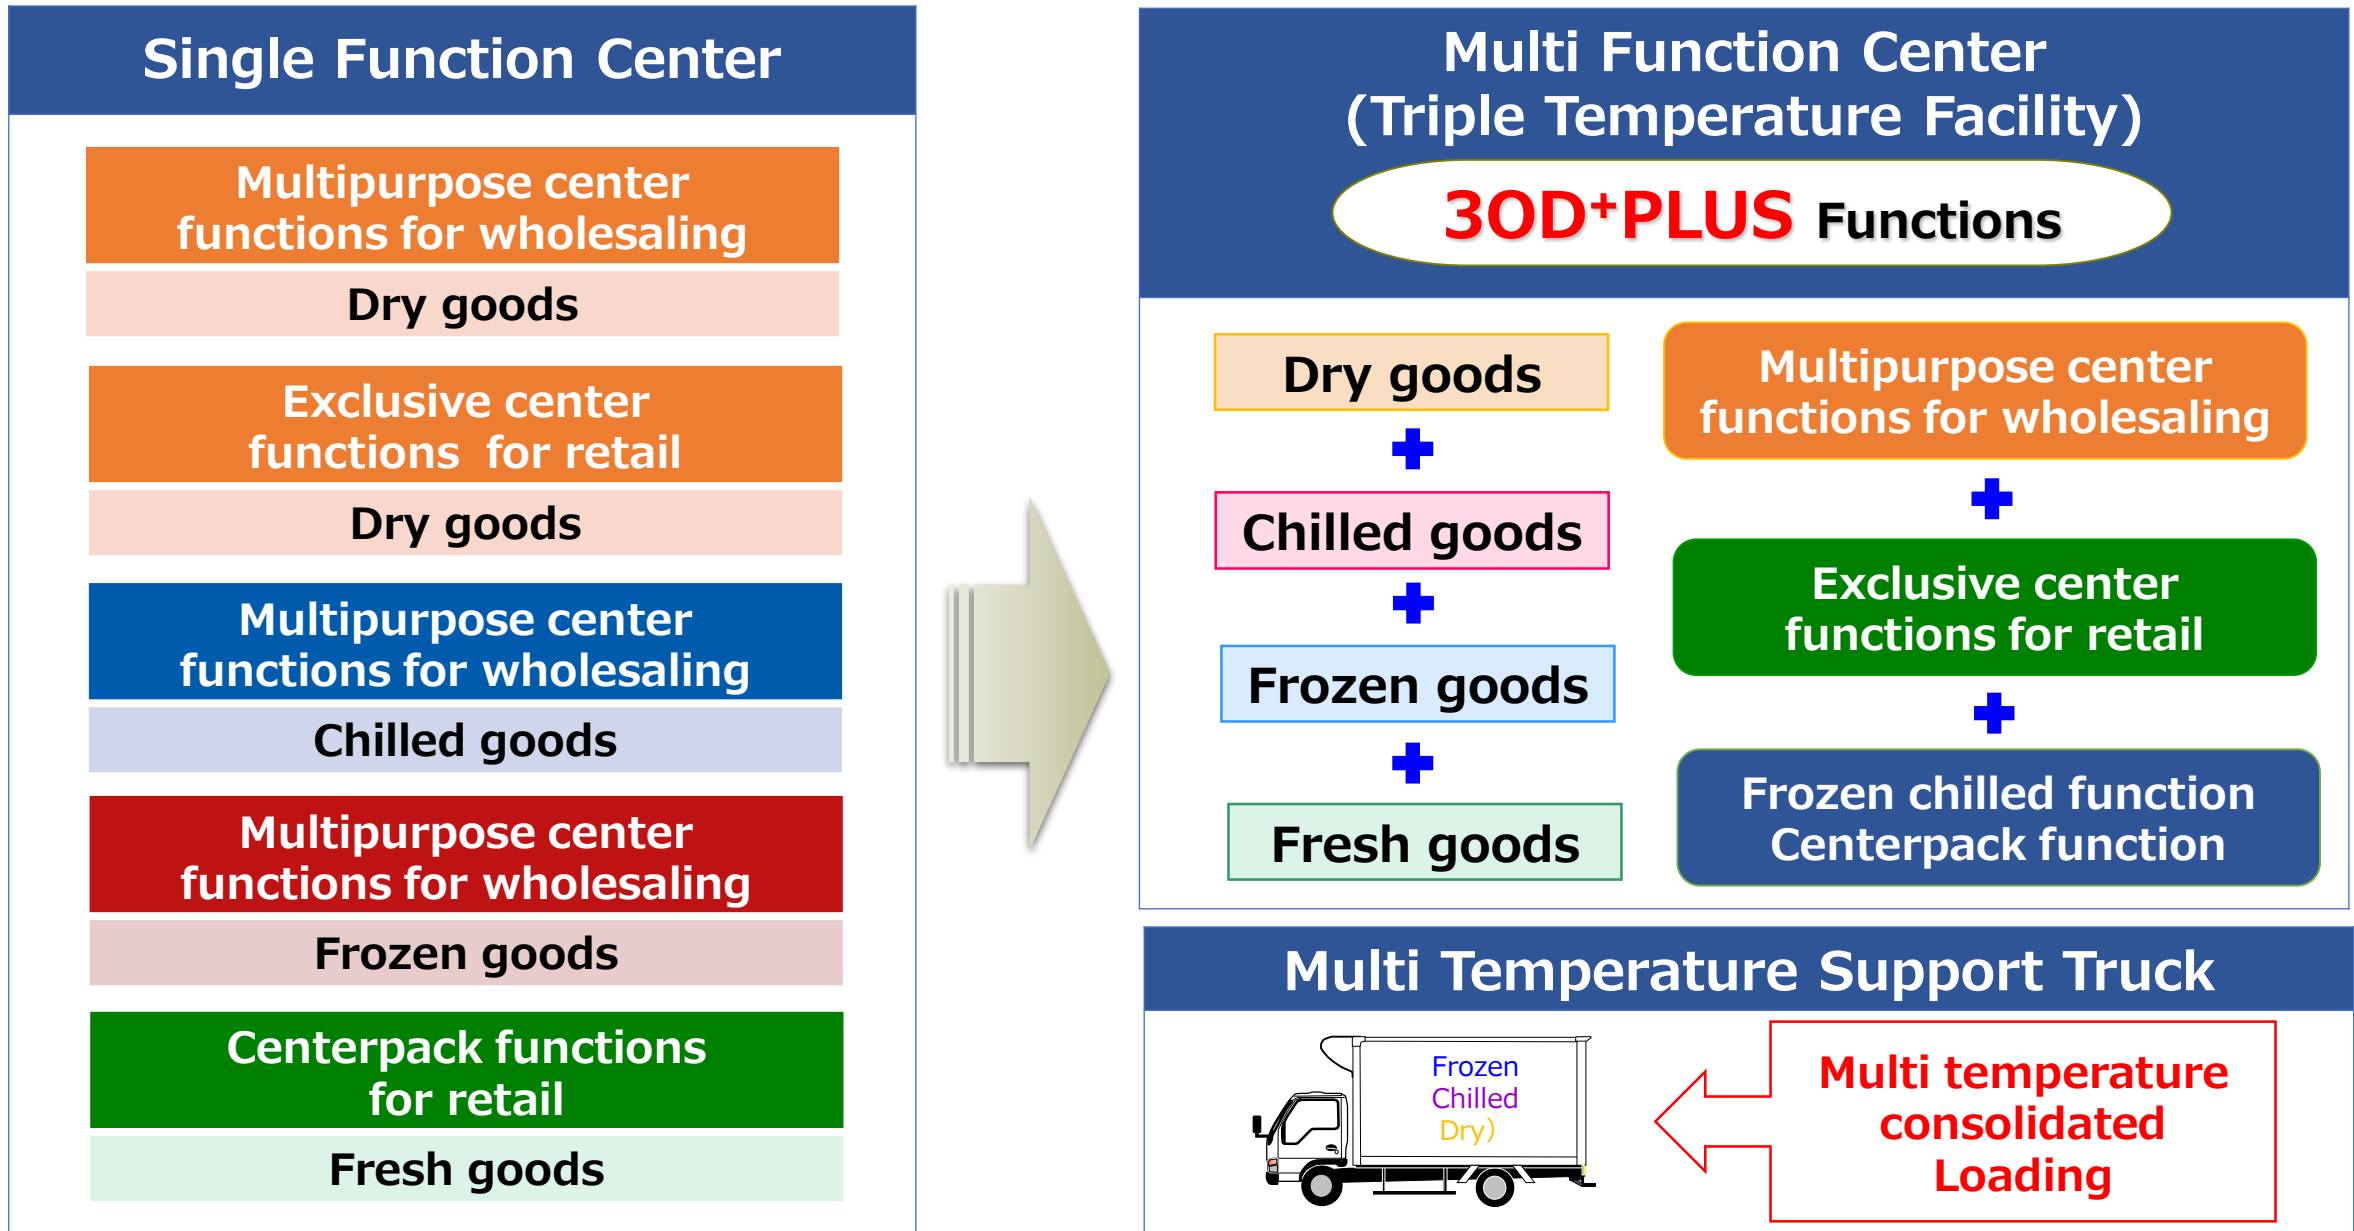 Single Function Center
Multipurpose center
functions for wholesaling
Dry goods
Exclusive center
functions for retail
Dry goods
Multipurpose center
functions for wholesaling
Chilled goods
Multipurpose center
functions for wholesaling
Frozen goods
Centerpack functions
for retail
Fresh goods
Multi Function Center
(Triple Temperature Facility)
3OD⁺PLUS Functions
Dry goods
Chilled goods
Frozen goods
Fresh goods
Multipurpose center
functions for wholesaling
Exclusive center
functions for retail
Frozen chilled function
Centerpack function
Multi Temperature Support Truck
Frozen
Chilled
Dry)
Multi temperature
consolidated
Loading